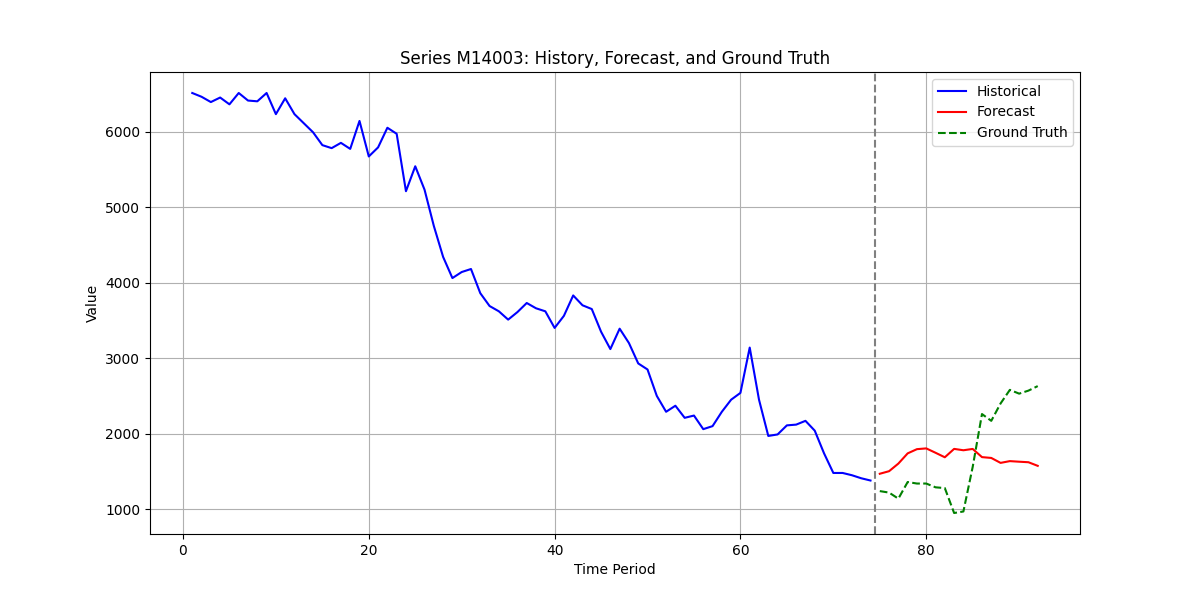 Series M14003: History, Forecast, and Ground Truth
Historical
Forecast
Ground Truth
6000
5000
4000
3000
2000
1000
Value
0 20 40 60 80
Time Period